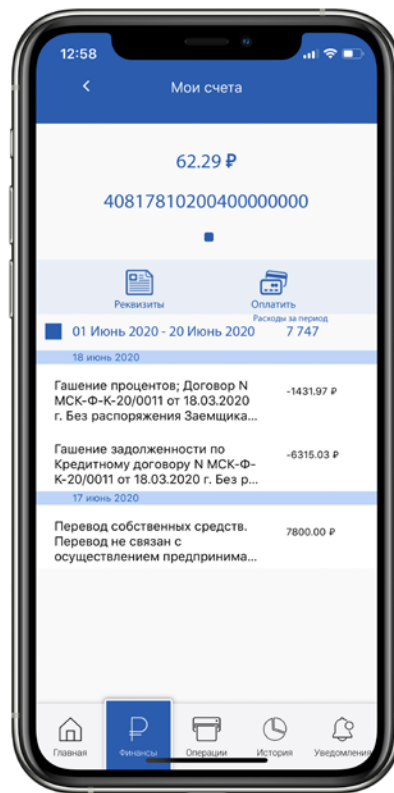 12:58
Мои счета
62.29 ₽
40817810200400000000
Реквизиты
Оплатить
Расходы за период
01 Июнь 2020 - 20 Июнь 2020 7 747
18 июнь 2020
Гашение процентов; Договор N
МСК-Ф-К-20/0011 от 18.03.2020
г. Без распоряжения Заемщика...
-1431.97 ₽
Гашение задолженности по
Кредитному договору N МСК-Ф-
К-20/0011 от 18.03.2020 г. Без р...
-6315.03 ₽
17 июнь 2020
Перевод собственных средств.
Перевод не связан с
осуществлением предпринима...
7800.00 ₽
Главная
Финансы
Операции
История
Уведомления